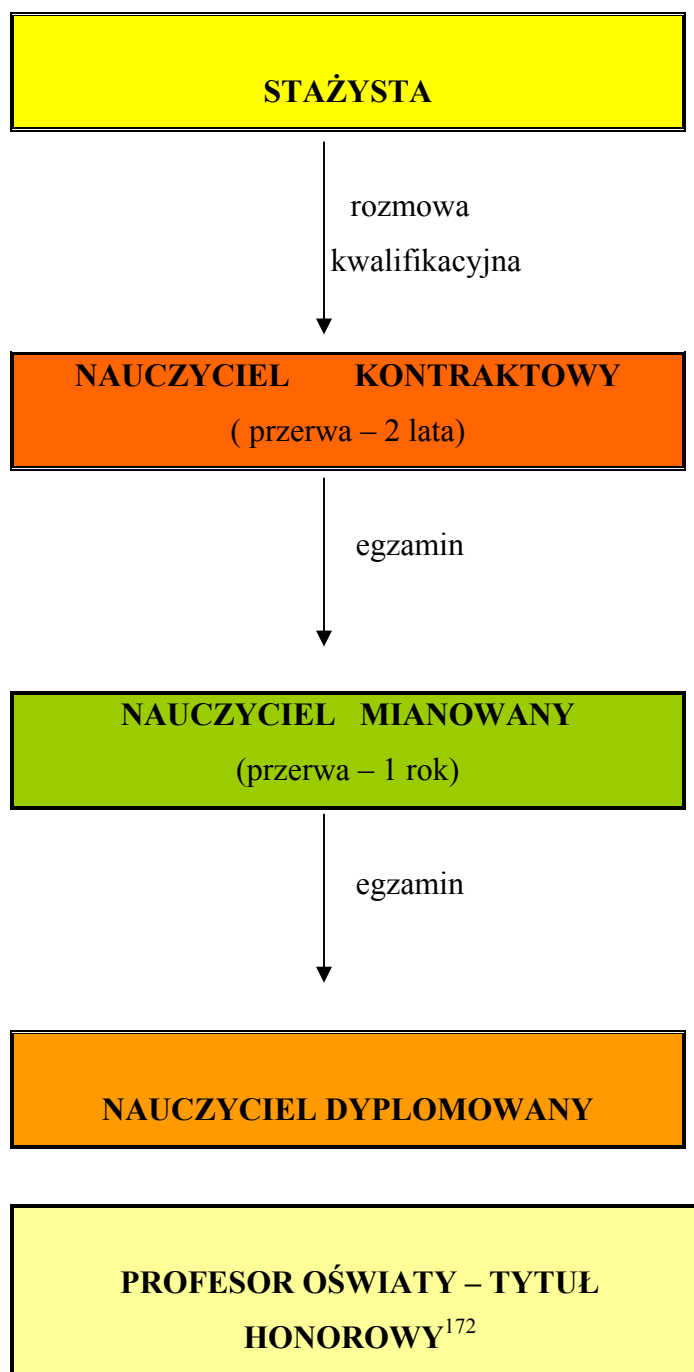 STAŻYSTA
rozmowa
kwalifikacyjna
NAUCZYCIEL KONTRAKTOWY
( przerwa – 2 lata)
egzamin
NAUCZYCIEL MIANOWANY
(przerwa – 1 rok)
egzamin
NAUCZYCIEL DYPLOMOWANY
PROFESOR OŚWIATY – TYTUŁ
HONOROWY¹⁷²